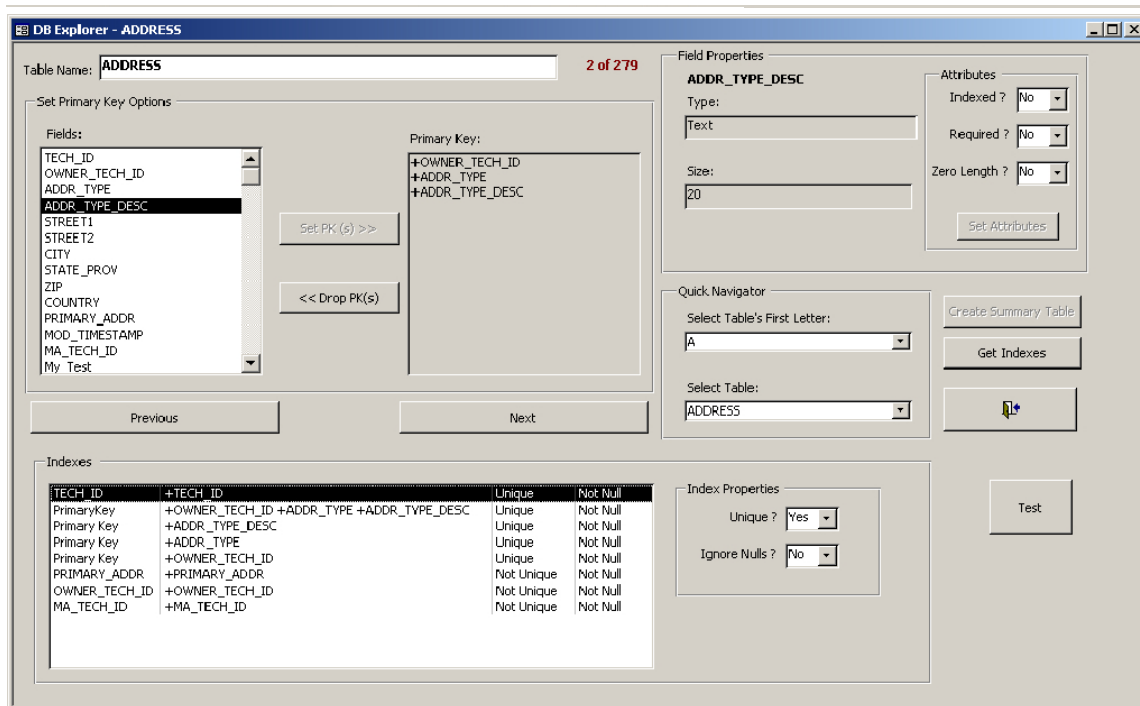 DB Explorer - ADDRESS
Table Name: ADDRESS
2 of 279
Set Primary Key Options
Fields:
TECH_ID
OWNER_TECH_ID
ADDR_TYPE
ADDR_TYPE_DESC
STREET1
STREET2
CITY
STATE_PROV
ZIP
COUNTRY
PRIMARY_ADDR
MOD_TIMESTAMP
MA_TECH_ID
My_Test
Set PK (s) >>
<< Drop PK(s)
Primary Key:
+OWNER_TECH_ID
+ADDR_TYPE
+ADDR_TYPE_DESC
Previous
Next
Field Properties
ADDR_TYPE_DESC
Type:
Text
Size:
20
Attributes
Indexed ? No
Required ? No
Zero Length ? No
Set Attributes
Quick Navigator
Select Table's First Letter:
A
Select Table:
ADDRESS
Create Summary Table
Get Indexes
Indexes
TECH_ID +TECH_ID Unique Not Null
PrimaryKey +OWNER_TECH_ID +ADDR_TYPE +ADDR_TYPE_DESC Unique Not Null
Primary Key +ADDR_TYPE_DESC Unique Not Null
Primary Key +ADDR_TYPE Unique Not Null
Primary Key +OWNER_TECH_ID Unique Not Null
PRIMARY_ADDR +PRIMARY_ADDR Not Unique Not Null
OWNER_TECH_ID +OWNER_TECH_ID Not Unique Not Null
MA_TECH_ID +MA_TECH_ID Not Unique Not Null
Index Properties
Unique ? Yes
Ignore Nulls ? No
Test